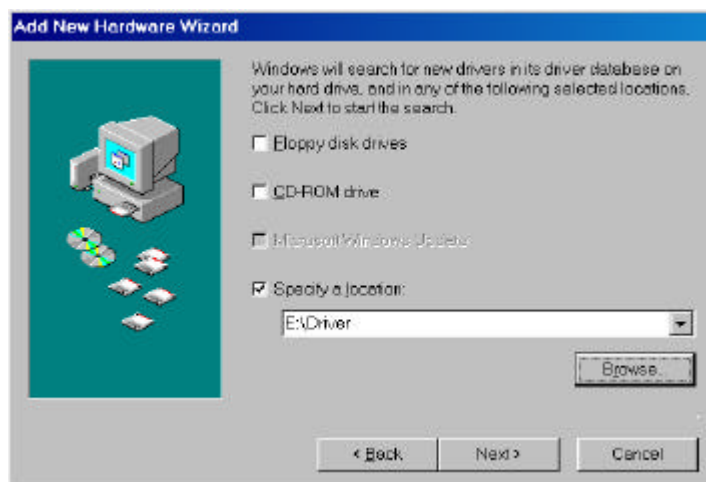 Add New Hardware Wizard
Windows will search for new drivers in its driver database on
your hard drive, and in any of the following selected locations.
Click Next to start the search.
Floppy disk drives
CD-ROM drive
Microsoft Windows Update
Specify a location:
E:\Driver
Browse...
< Back Next > Cancel